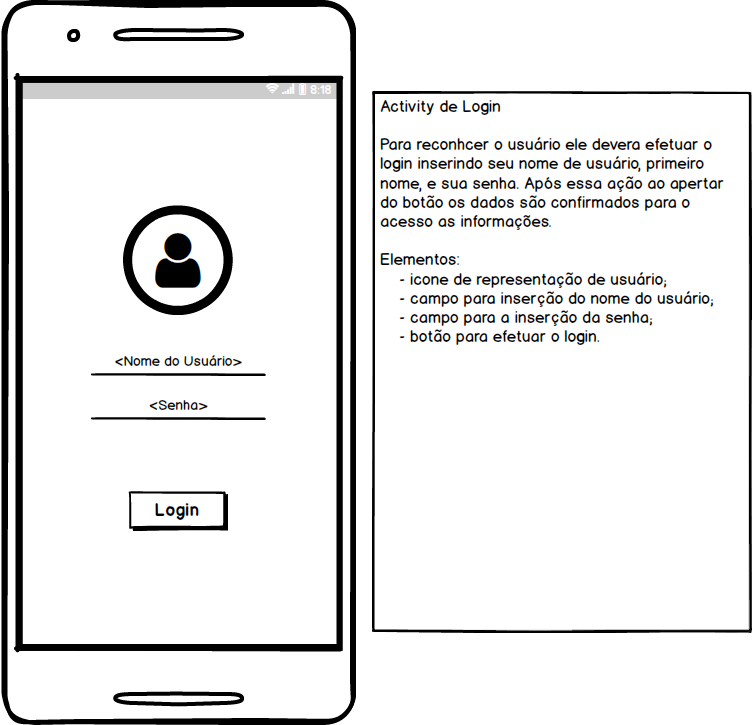 8:18
<Nome do Usuário>
<Senha>
Login
Activity de Login
Para reconhcer o usuário ele devera efetuar o
login inserindo seu nome de usuário, primeiro
nome, e sua senha. Após essa ação ao apertar
do botão os dados são confirmados para o
acesso as informações.
Elementos:
- icone de representação de usuário;
- campo para inserção do nome do usuário;
- campo para a inserção da senha;
- botão para efetuar o login.